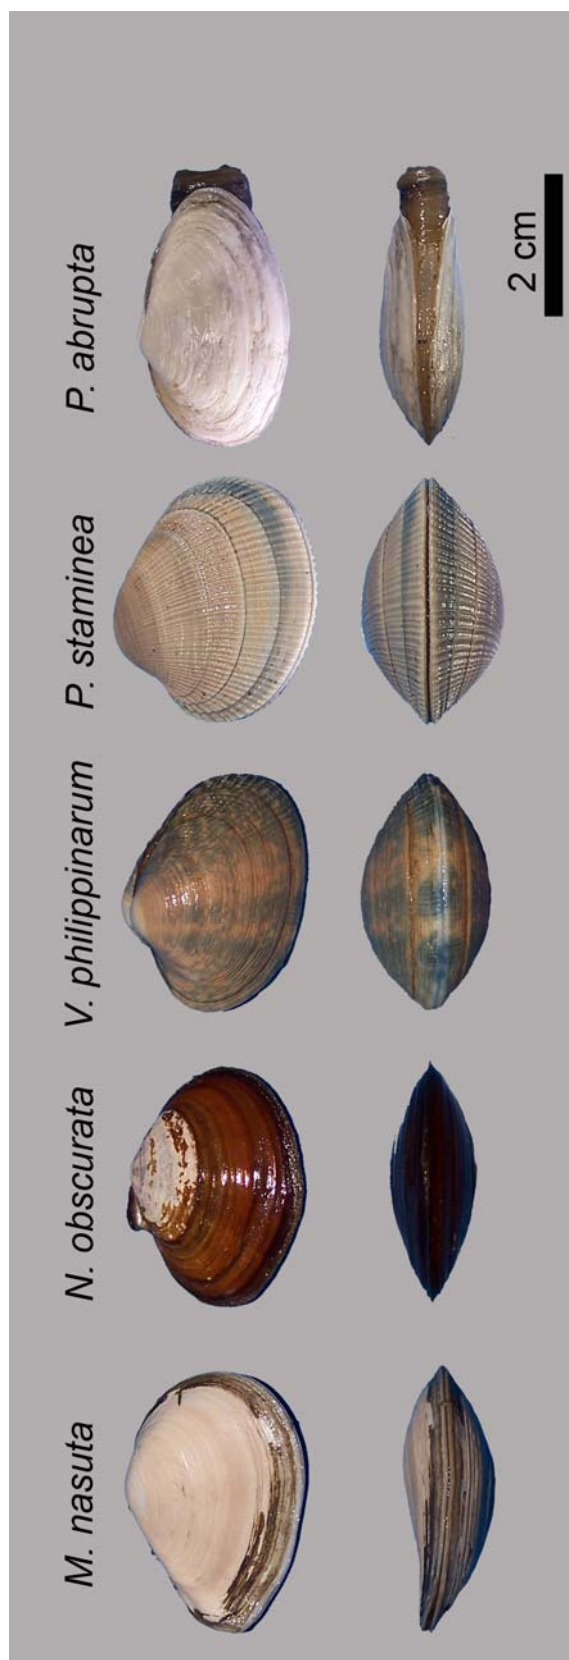 M. nasuta
N. obscurata
V. philippinarum
P. staminea
P. abrupta
2 cm